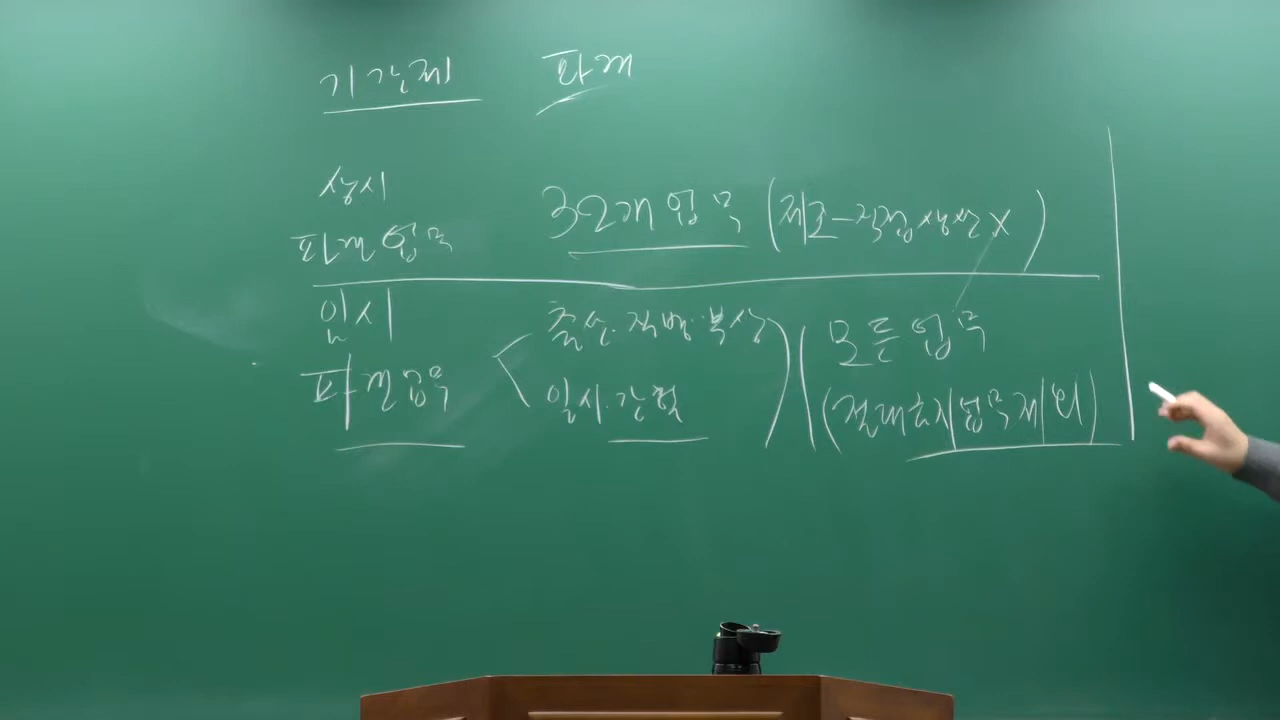 기간제 파견
상시
파견업무
32개 업무 (제조-직접생산 X)
임시
파견업무
출산·질병·부상
일시·간헐
모든 업무
(절대금지업무 제외)